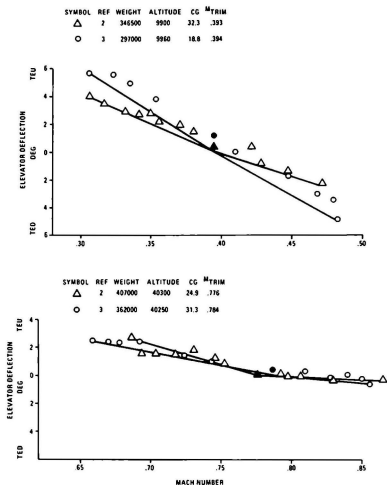 SYMBOL REF WEIGHT ALTITUDE CG MTRIM
△ 2 346500 9900 32.3 .393
○ 3 297000 9960 18.8 .394
TEU
ELEVATOR DEFLECTION
DEG
TED
6
4
2
0
2
4
6
.30 .35 .40 .45 .50
SYMBOL REF WEIGHT ALTITUDE CG MTRIM
△ 2 407000 40300 24.9 .776
○ 3 362000 40250 31.3 .784
TEU
ELEVATOR DEFLECTION
DEG
TED
4
2
0
2
4
6
.65 .70 .75 .80 .85
MACH NUMBER